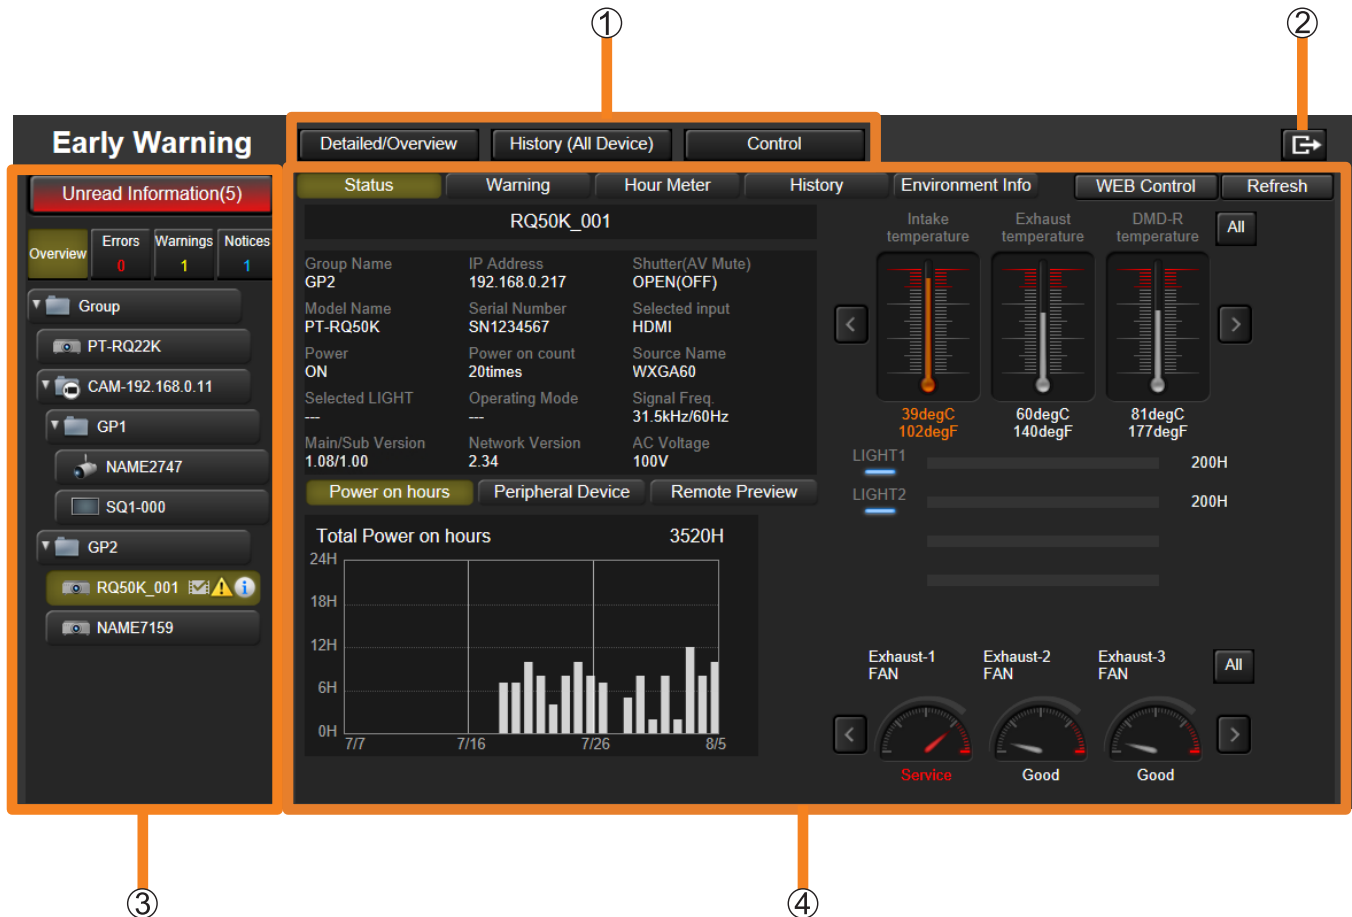 ① ②
Early Warning
Detailed/Overview History (All Device) Control
Unread Information(5)
Overview
Errors Warnings Notices
0 1 1
Group
PT-RQ22K
CAM-192.168.0.11
GP1
NAME2747
SQ1-000
GP2
RQ50K_001
NAME7159
Status Warning Hour Meter History Environment Info WEB Control Refresh
RQ50K_001
Group Name IP Address Shutter(AV Mute)
GP2 192.168.0.217 OPEN(OFF)
Model Name Serial Number Selected input
PT-RQ50K SN1234567 HDMI
Power Power on count Source Name
ON 20times WXGA60
Selected LIGHT Operating Mode Signal Freq.
--- --- 31.5kHz/60Hz
Main/Sub Version Network Version AC Voltage
1.08/1.00 2.34 100V
Power on hours Peripheral Device Remote Preview
Total Power on hours 3520H
24H
18H
12H
6H
0H
7/7 7/16 7/26 8/5
Intake Exhaust DMD-R
temperature temperature temperature
All
< >
39degC 60degC 81degC
102degF 140degF 177degF
LIGHT1 200H
LIGHT2 200H
Exhaust-1 Exhaust-2 Exhaust-3
FAN FAN FAN
All
< >
Service Good Good
③ ④